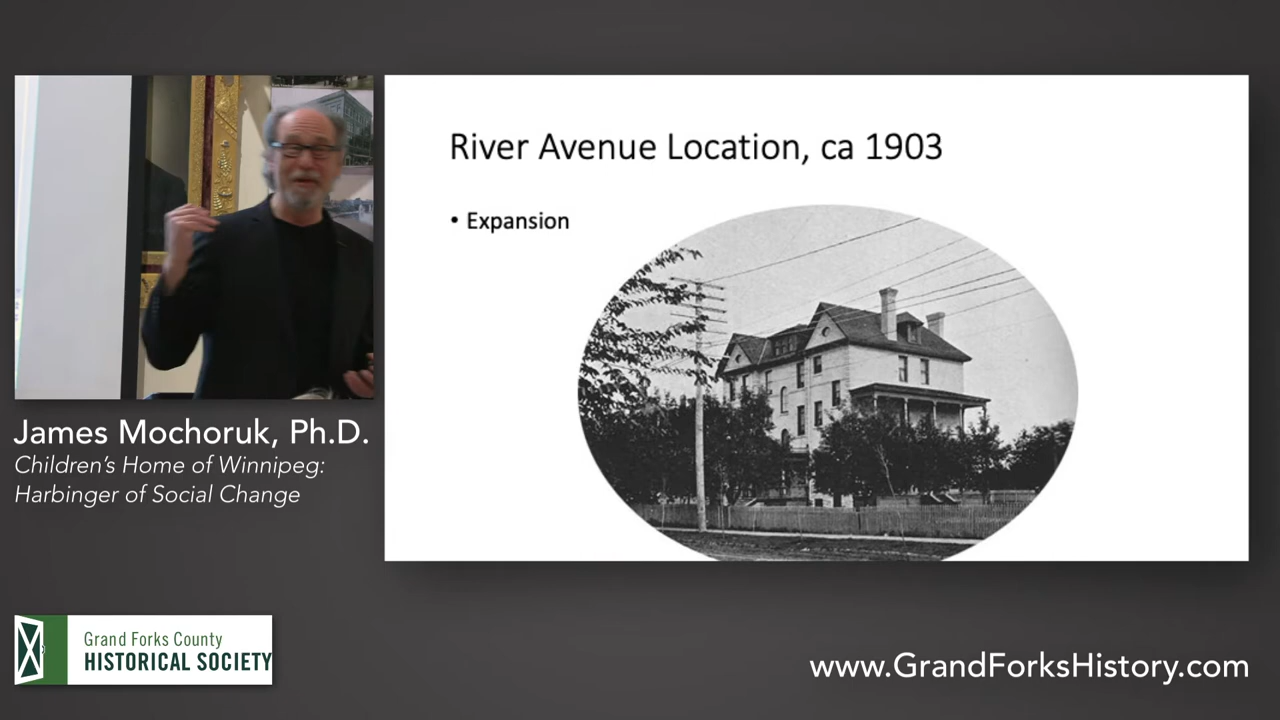 River Avenue Location, ca 1903
• Expansion
James Mochoruk, Ph.D.
Children's Home of Winnipeg:
Harbinger of Social Change
Grand Forks County
HISTORICAL SOCIETY
www.GrandForksHistory.com